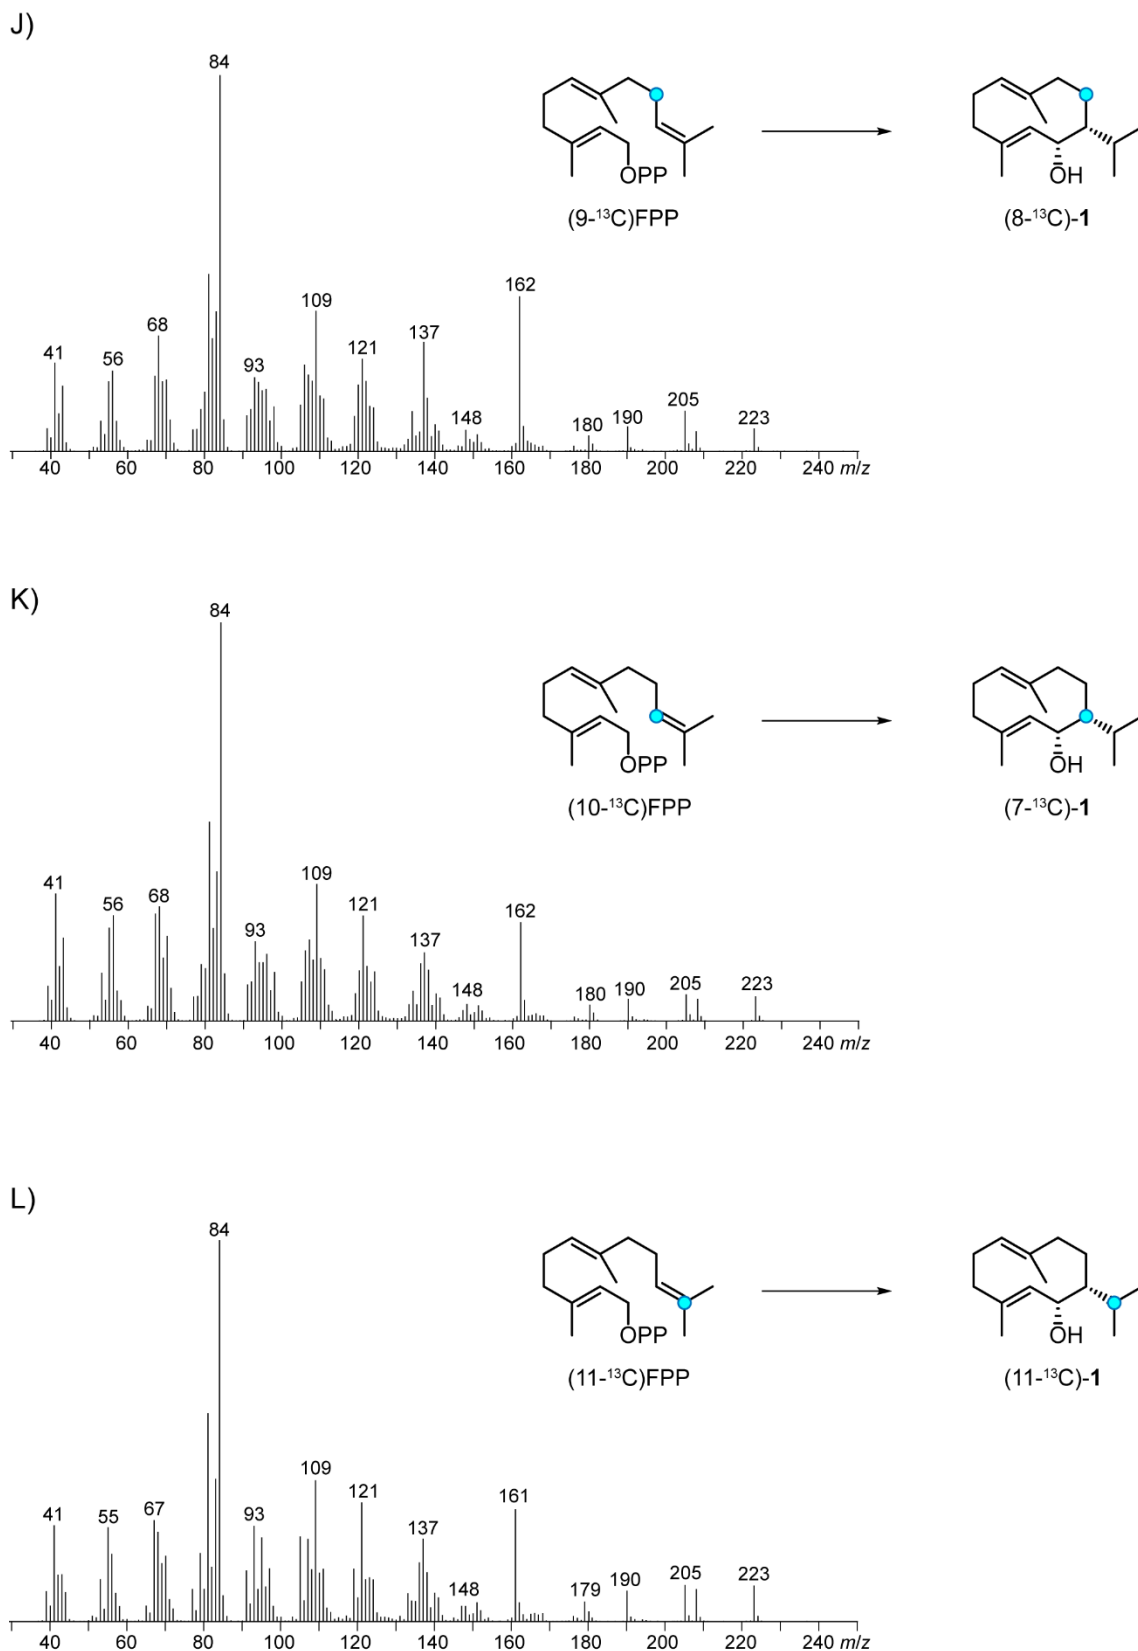 J)
84
162
109
68
137
41
56
93
121
205
148
180
190
223
40 60 80 100 120 140 160 180 200 220 240 m/z
OPP
(9-¹³C)FPP
OH
(8-¹³C)-1
K)
84
41
56
68
109
121
162
93
137
148
180
190
205
223
40 60 80 100 120 140 160 180 200 220 240 m/z
OPP
(10-¹³C)FPP
OH
(7-¹³C)-1
L)
84
109
161
121
41
55
67
93
137
148
179
190
205
223
40 60 80 100 120 140 160 180 200 220 240 m/z
OPP
(11-¹³C)FPP
OH
(11-¹³C)-1